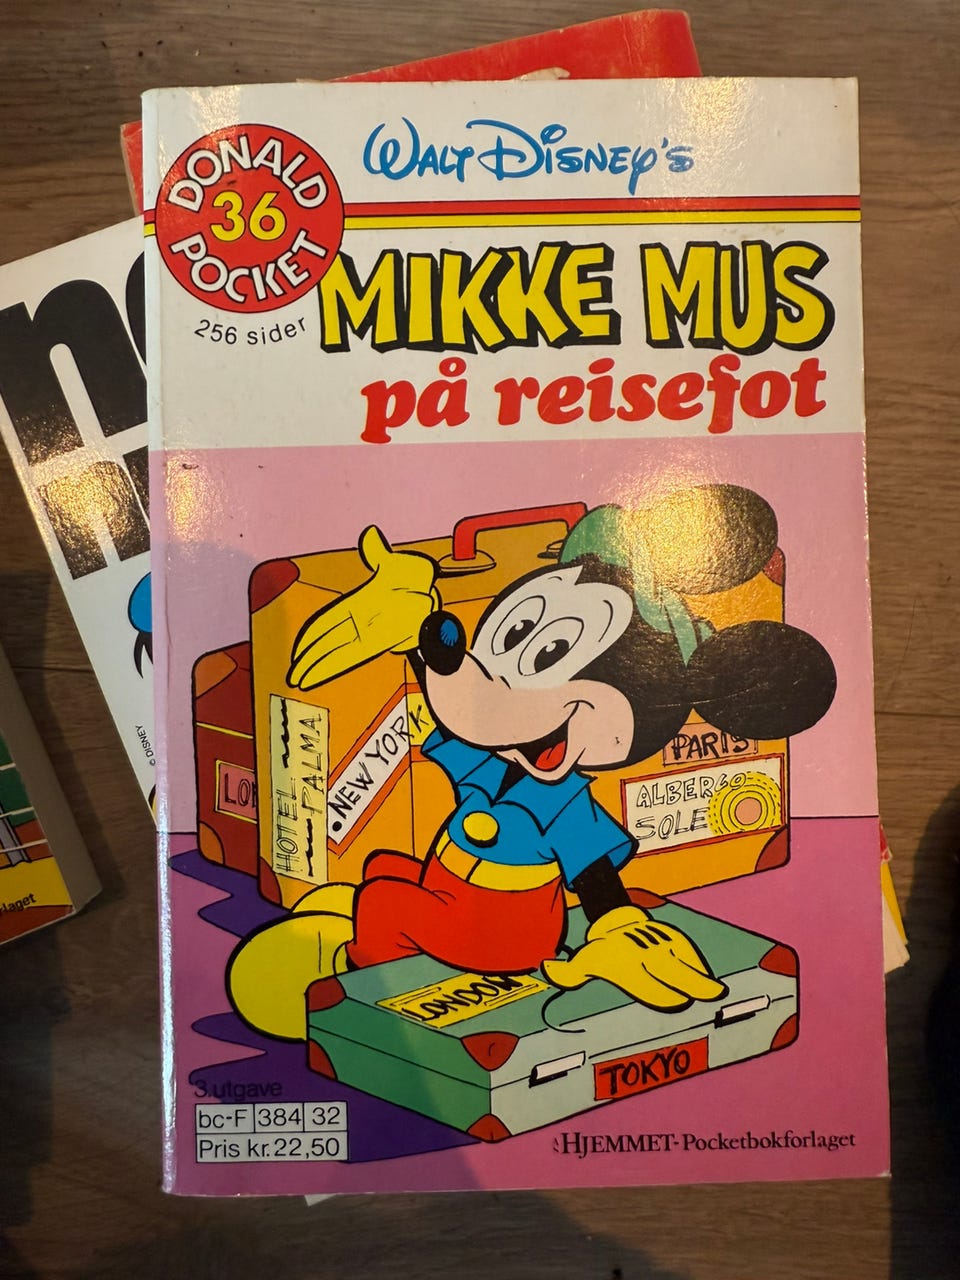 WALT DISNEY'S
DONALD
36
POCKET
256 sider
MIKKE MUS
på reisefot
HOTEL PALMA
NEW YORK
PARIS
ALBERGO
SOLE
LONDON
TOKYO
3. utgave
bc-F 384 32
Pris kr. 22,50
HJEMMET-Pocketbokforlaget
© DISNEY